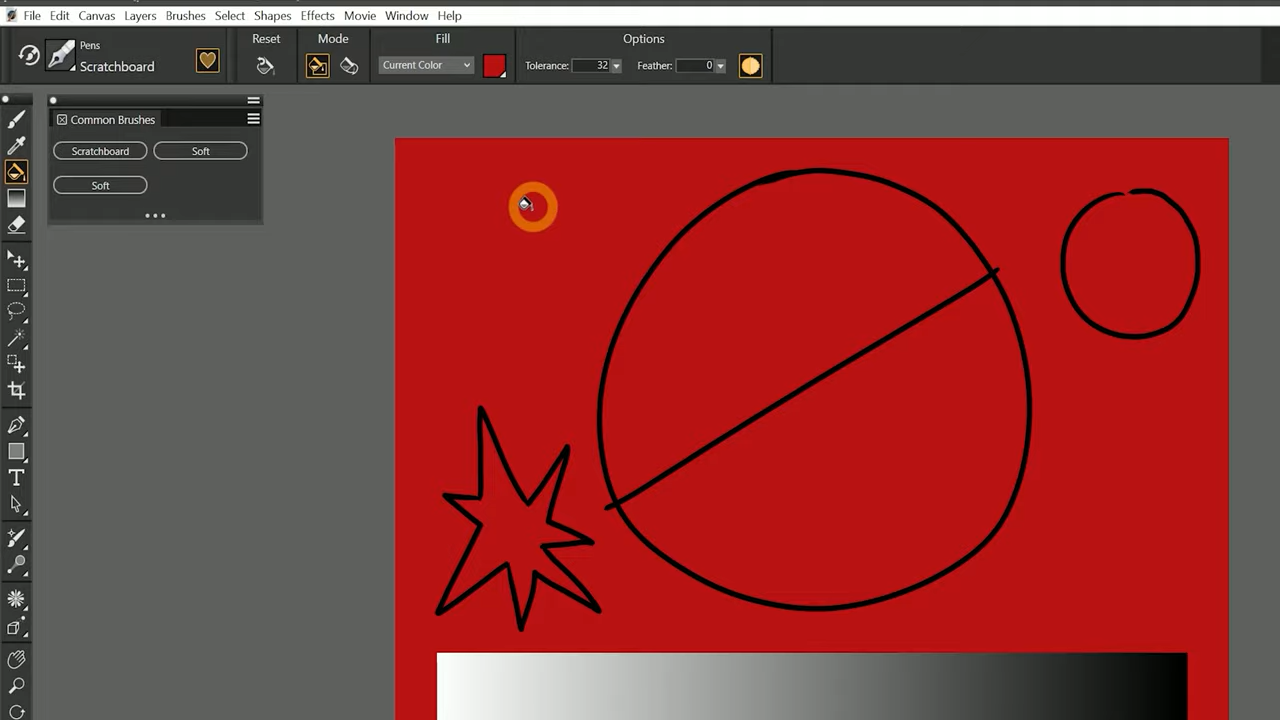 File Edit Canvas Layers Brushes Select Shapes Effects Movie Window Help
Pens
Scratchboard
Reset
Mode
Fill
Current Color
Options
Tolerance: 32 Feather: 0
Common Brushes
Scratchboard Soft
Soft
T